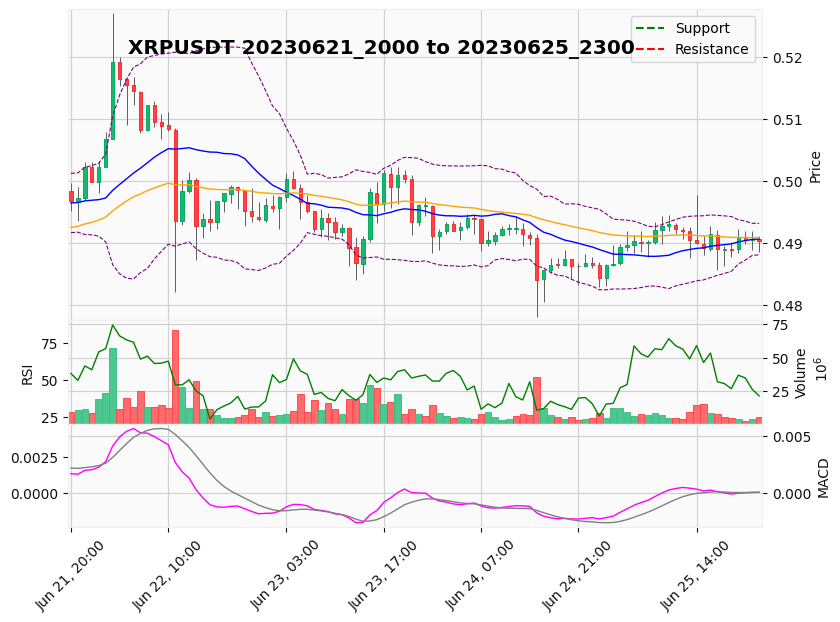 XRPUSDT 20230621_2000 to 20230625_2300
Support
Resistance
0.52
0.51
0.50
0.49
0.48
Price
75
50
25
RSI
75
50
25
Volume
10^6
0.0025
0.0000
0.005
0.000
MACD
Jun 21, 20:00
Jun 22, 10:00
Jun 23, 03:00
Jun 23, 17:00
Jun 24, 07:00
Jun 24, 21:00
Jun 25, 14:00